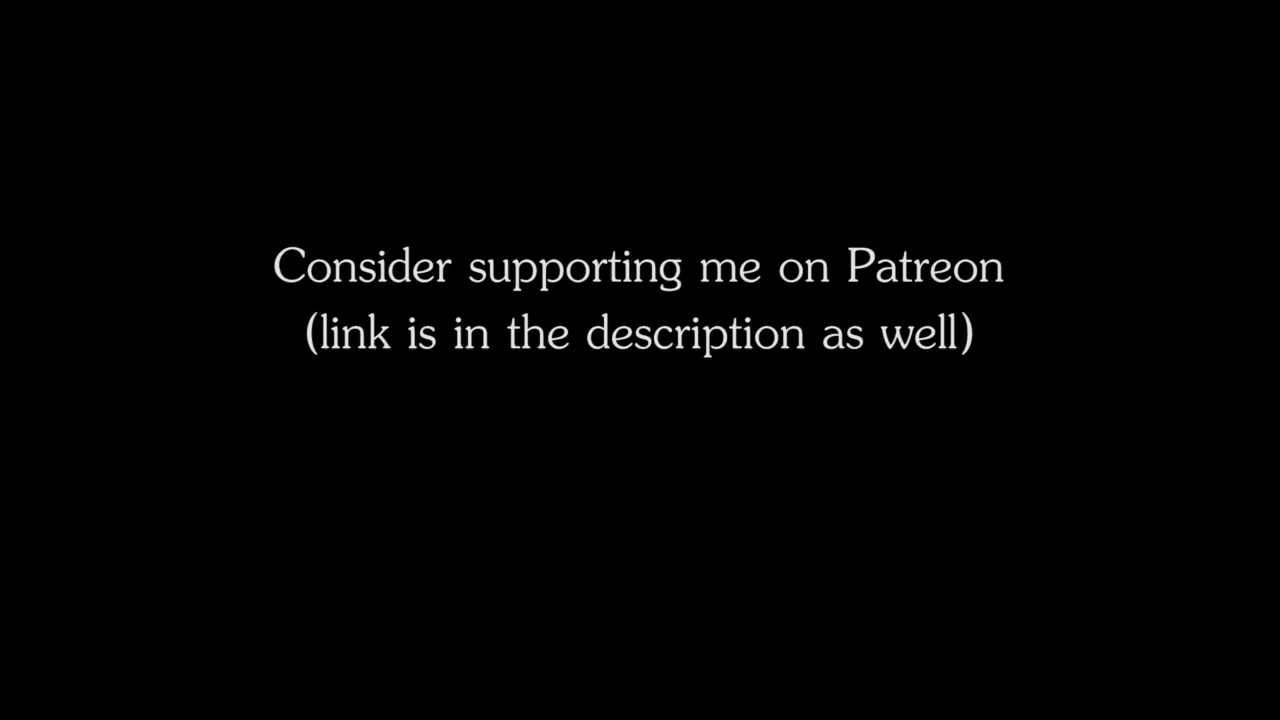 Consider supporting me on Patreon
(link is in the description as well)